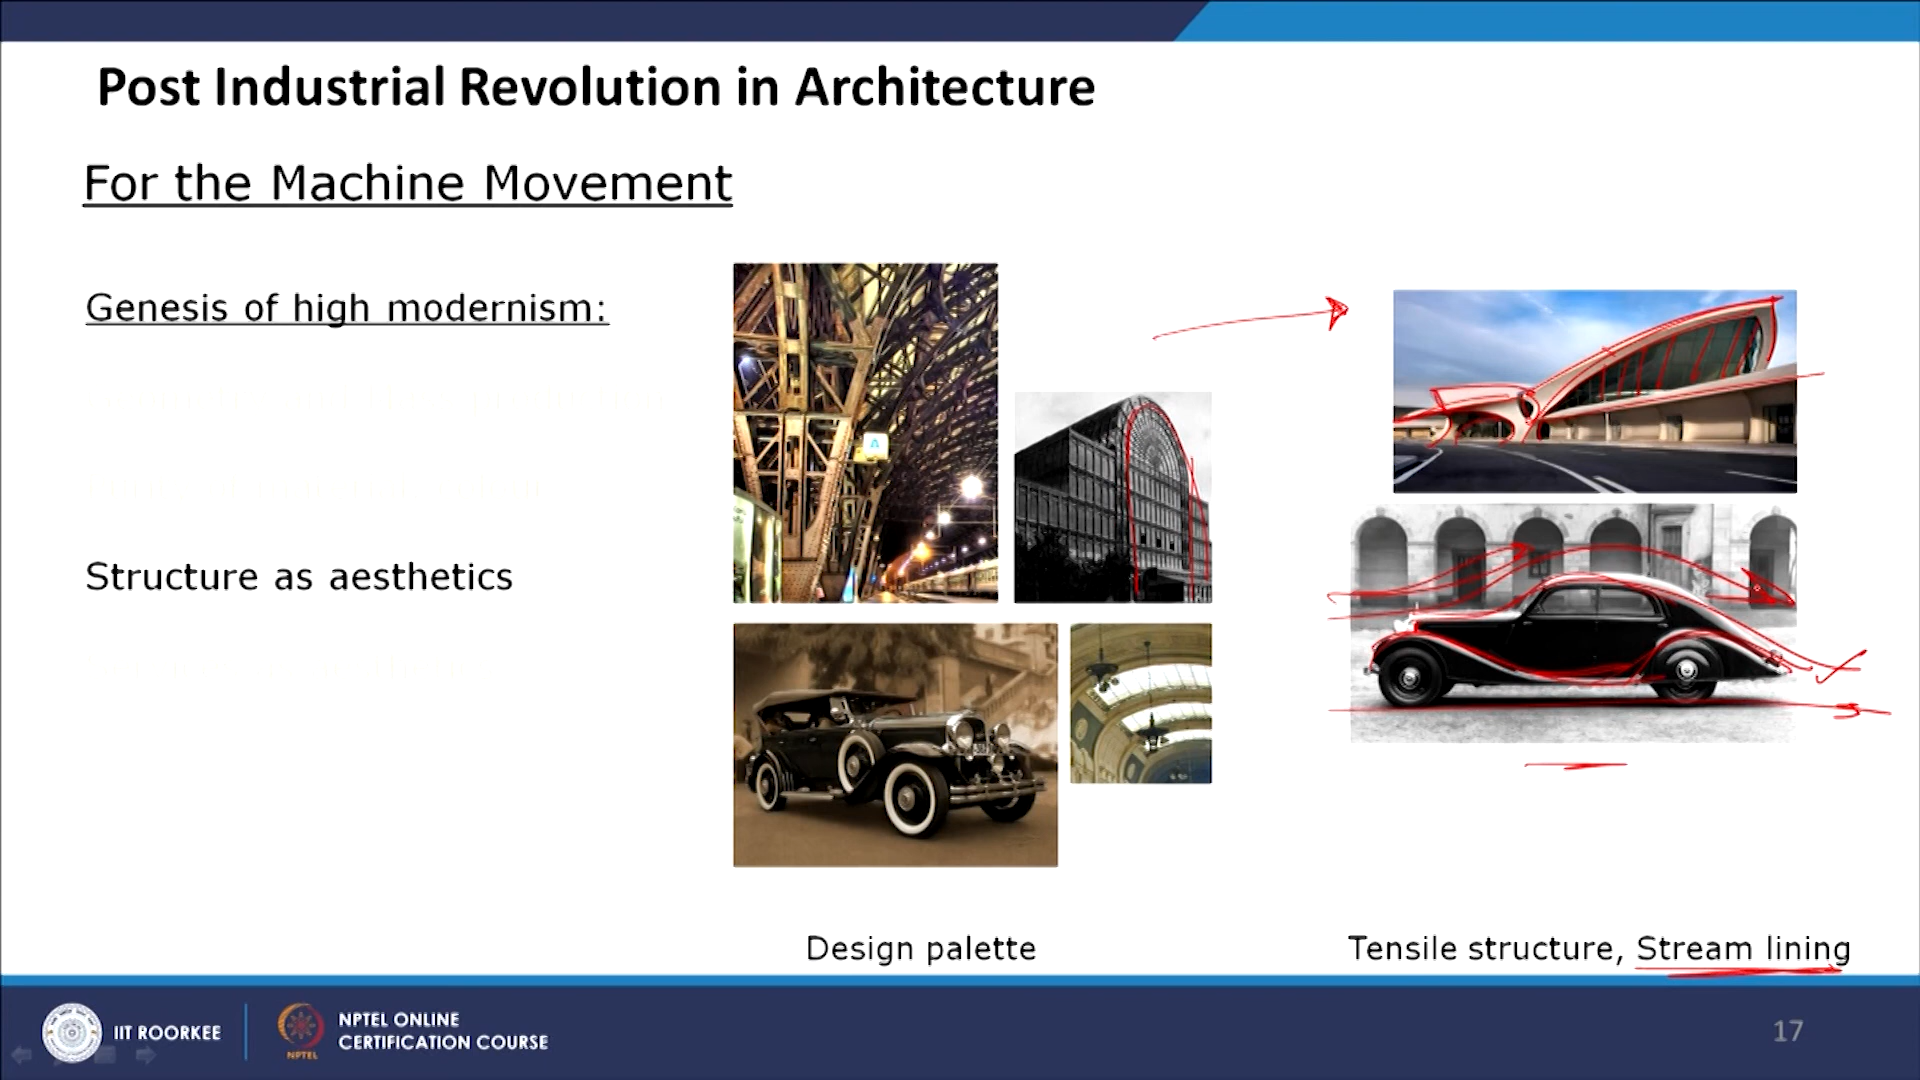 Post Industrial Revolution in Architecture
For the Machine Movement
Genesis of high modernism:
Structure as aesthetics
A
Design palette
Tensile structure, Stream lining
IIT ROORKEE
NPTEL
NPTEL ONLINE
CERTIFICATION COURSE
17